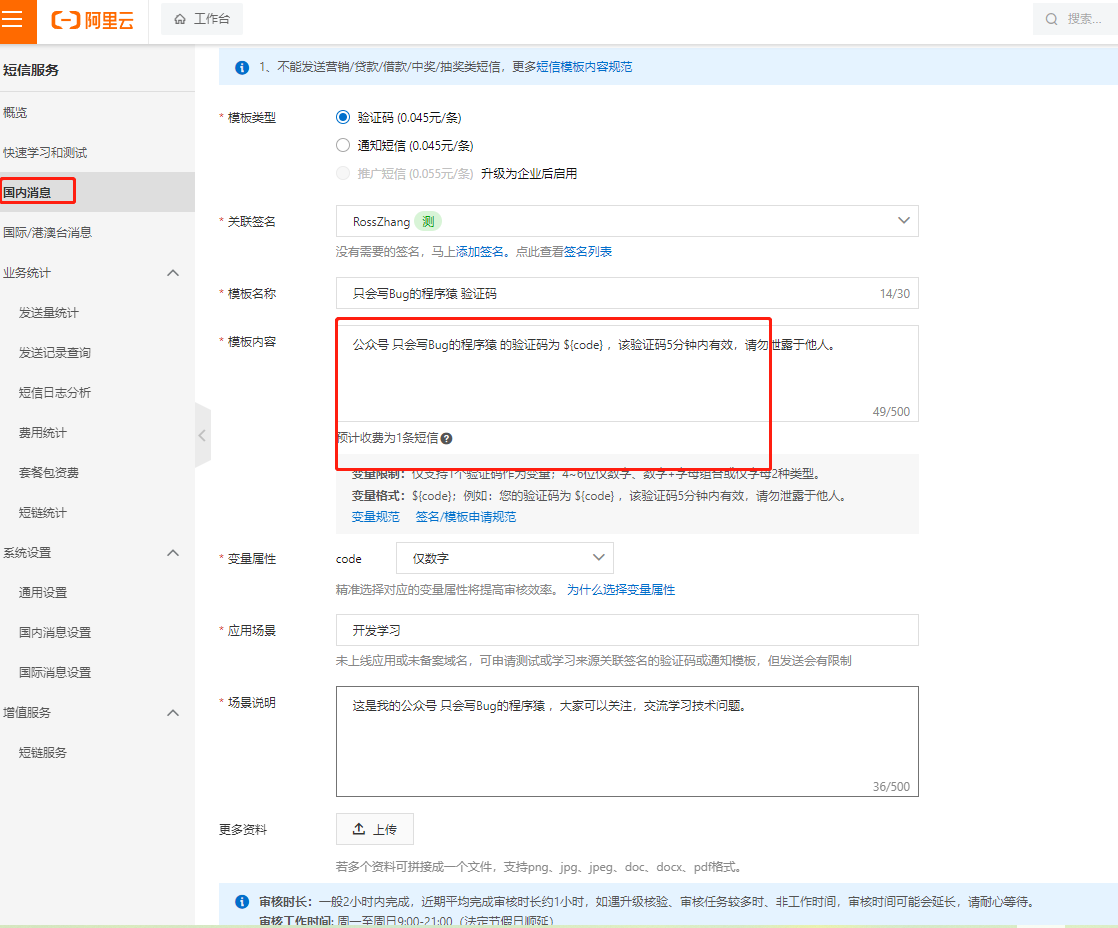 阿里云
工作台
搜索...
短信服务
概览
快速学习和测试
国内消息
国际/港澳台消息
业务统计
发送量统计
发送记录查询
短信日志分析
费用统计
套餐包资费
短链统计
系统设置
通用设置
国内消息设置
国际消息设置
增值服务
短链服务
1、不能发送营销/贷款/借款/中奖/抽奖类短信，更多短信模板内容规范
* 模板类型
验证码 (0.045元/条)
通知短信 (0.045元/条)
推广短信 (0.055元/条) 升级为企业后启用
* 关联签名
RossZhang 测
没有需要的签名，马上添加签名。点此查看签名列表
* 模板名称
只会写Bug的程序猿 验证码 14/30
* 模板内容
公众号 只会写Bug的程序猿 的验证码为 ${code} ，该验证码5分钟内有效，请勿泄露于他人。
49/500
预计收费为1条短信
变量限制：仅支持1个验证码作为变量；4~6位仅数字、数字+字母组合或仅字母2种类型。
变量格式：${code}；例如：您的验证码为 ${code} ，该验证码5分钟内有效，请勿泄露于他人。
变量规范 签名/模板申请规范
* 变量属性 code 仅数字
精准选择对应的变量属性将提高审核效率。 为什么选择变量属性
* 应用场景 开发学习
未上线应用或未备案域名，可申请测试或学习来源关联签名的验证码或通知模板，但发送会有限制
* 场景说明
这是我的公众号 只会写Bug的程序猿 ，大家可以关注，交流学习技术问题。
36/500
更多资料 上传
若多个资料可拼接成一个文件，支持png、jpg、jpeg、doc、docx、pdf格式。
审核时长：一般2小时内完成，近期平均完成审核时长约1小时，如遇升级核验、审核任务较多时、非工作时间，审核时间可能会延长，请耐心等待。
审核工作时间: 周一至周日9:00-21:00（法定节假日顺延）